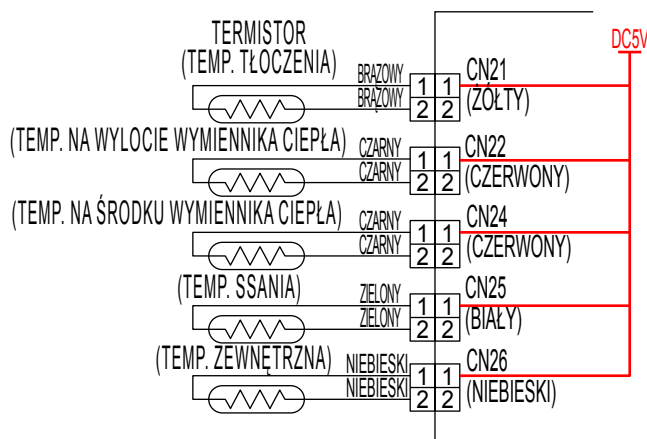 TERMISTOR
(TEMP. TŁOCZENIA)
DC5V
BRĄZOWY 1 1 CN21
BRĄZOWY 2 2 (ŻÓŁTY)
(TEMP. NA WYLOCIE WYMIENNIKA CIEPŁA)
CZARNY 1 1 CN22
CZARNY 2 2 (CZERWONY)
(TEMP. NA ŚRODKU WYMIENNIKA CIEPŁA)
CZARNY 1 1 CN24
CZARNY 2 2 (CZERWONY)
(TEMP. SSANIA)
ZIELONY 1 1 CN25
ZIELONY 2 2 (BIAŁY)
(TEMP. ZEWNĘTRZNA)
NIEBIESKI 1 1 CN26
NIEBIESKI 2 2 (NIEBIESKI)